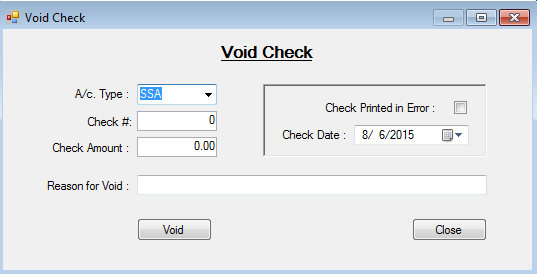 Void Check
Void Check
A/c. Type : SSA
Check #: 0
Check Amount : 0.00
Check Printed in Error :
Check Date : 8/ 6/2015
Reason for Void :
Void Close